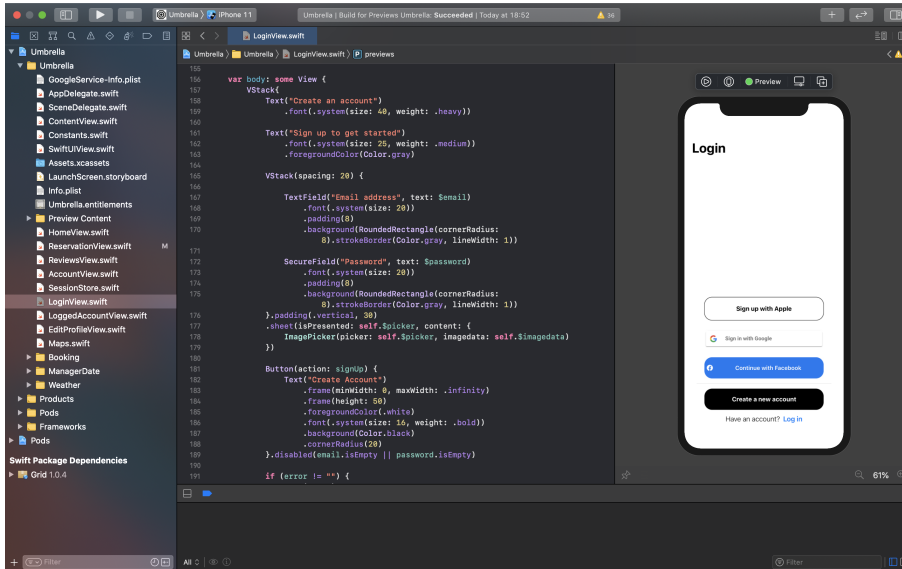 Umbrella
iPhone 11
Umbrella | Build for Previews Umbrella: Succeeded | Today at 18:52
36
LoginView.swift
Umbrella
Umbrella
LoginView.swift
P previews
Umbrella
Umbrella
GoogleService-Info.plist
AppDelegate.swift
SceneDelegate.swift
ContentView.swift
Constants.swift
SwiftUIView.swift
Assets.xcassets
LaunchScreen.storyboard
Info.plist
Umbrella.entitlements
Preview Content
HomeView.swift
ReservationView.swift M
ReviewsView.swift
AccountView.swift
SessionStore.swift
LoginView.swift
LoggedAccountView.swift
EditProfileView.swift
Maps.swift
Booking
ManagerDate
Weather
Products
Pods
Frameworks
Pods
Swift Package Dependencies
Grid 1.0.4
Filter
155
156 var body: some View {
157 VStack{
158 Text("Create an account")
159 .font(.system(size: 40, weight: .heavy))
160
161 Text("Sign up to get started")
162 .font(.system(size: 25, weight: .medium))
163 .foregroundColor(Color.gray)
164
165 VStack(spacing: 20) {
166
167 TextField("Email address", text: $email)
168 .font(.system(size: 20))
169 .padding(8)
170 .background(RoundedRectangle(cornerRadius:
8).strokeBorder(Color.gray, lineWidth: 1))
171
172 SecureField("Password", text: $password)
173 .font(.system(size: 20))
174 .padding(8)
175 .background(RoundedRectangle(cornerRadius:
8).strokeBorder(Color.gray, lineWidth: 1))
176 }.padding(.vertical, 30)
177 .sheet(isPresented: self.$picker, content: {
178 ImagePicker(picker: self.$picker, imagedata: self.$imagedata)
179 })
180
181 Button(action: signUp) {
182 Text("Create Account")
183 .frame(minWidth: 0, maxWidth: .infinity)
184 .frame(height: 50)
185 .foregroundColor(.white)
186 .font(.system(size: 16, weight: .bold))
187 .background(Color.black)
188 .cornerRadius(20)
189 }.disabled(email.isEmpty || password.isEmpty)
190
191 if (error != "") {
Preview
Login
Sign up with Apple
Sign in with Google
Continue with Facebook
Create a new account
Have an account? Log in
61%
All
Filter